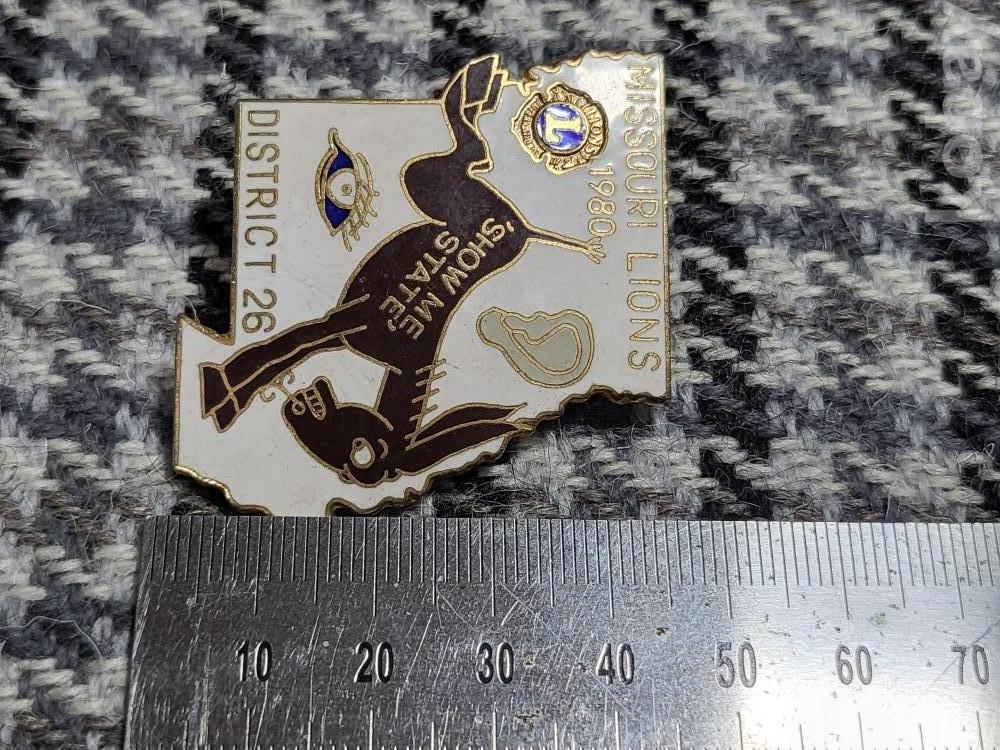 MISSOURI LIONS
1980
L
LIONS
'SHOW ME
STATE'
DISTRICT 26
10 20 30 40 50 60 70